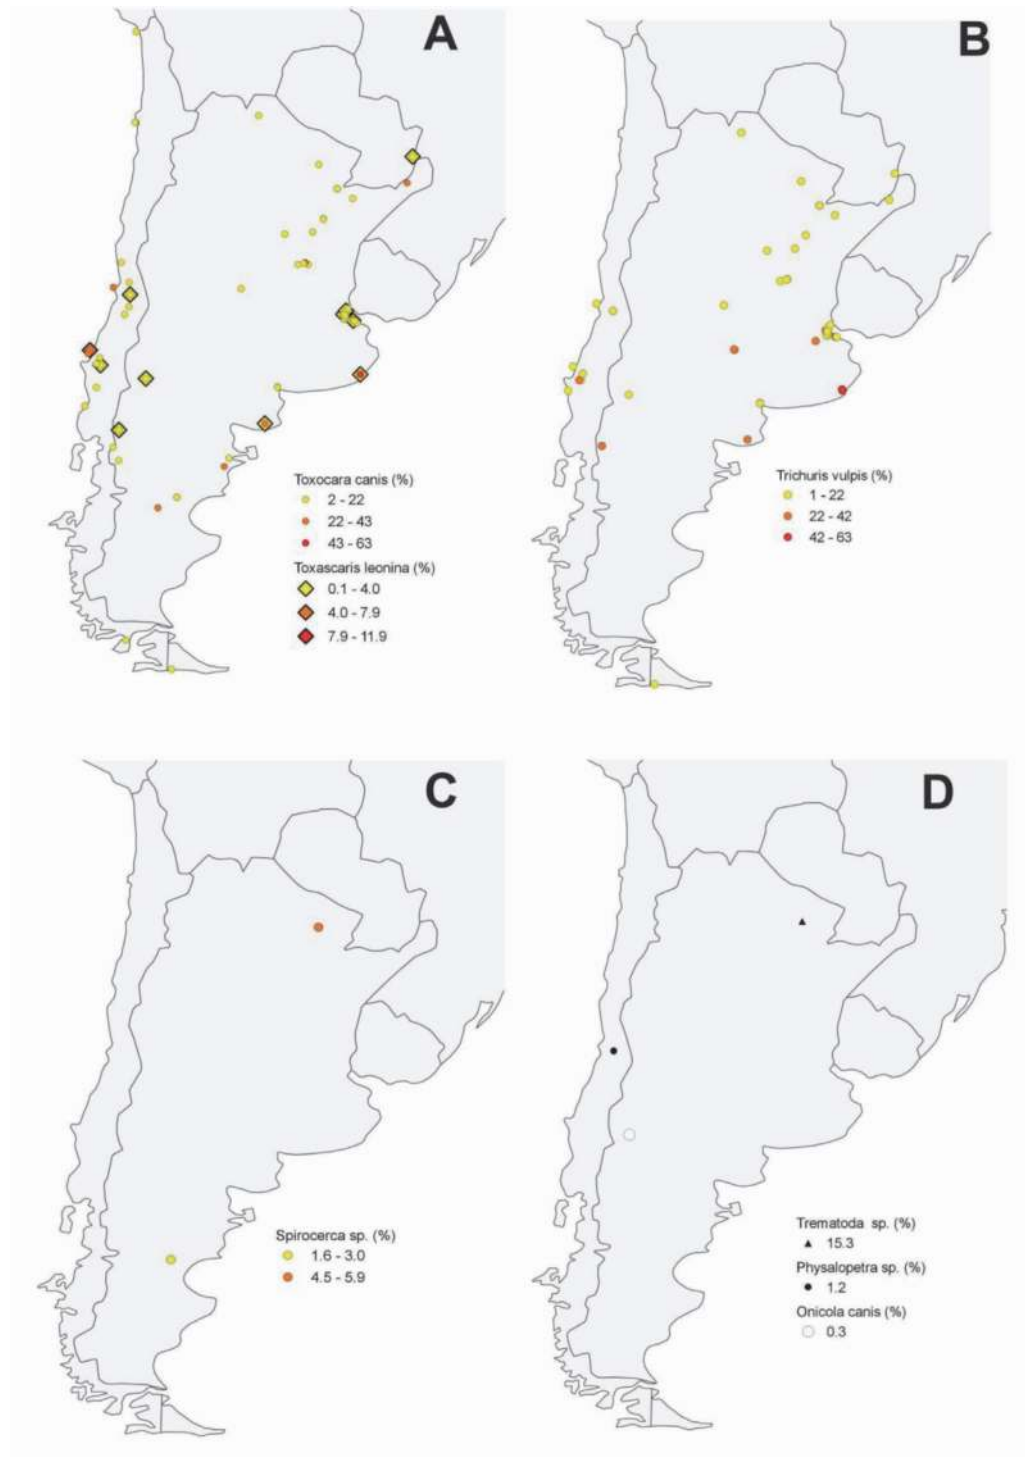 A
B
Toxocara canis (%)
2 - 22
22 - 43
43 - 63
Toxascaris leonina (%)
0.1 - 4.0
4.0 - 7.9
7.9 - 11.9
Trichuris vulpis (%)
1 - 22
22 - 42
42 - 63
C
D
Spirocerca sp. (%)
1.6 - 3.0
4.5 - 5.9
Trematoda sp. (%)
15.3
Physalopetra sp. (%)
1.2
Onicola canis (%)
0.3